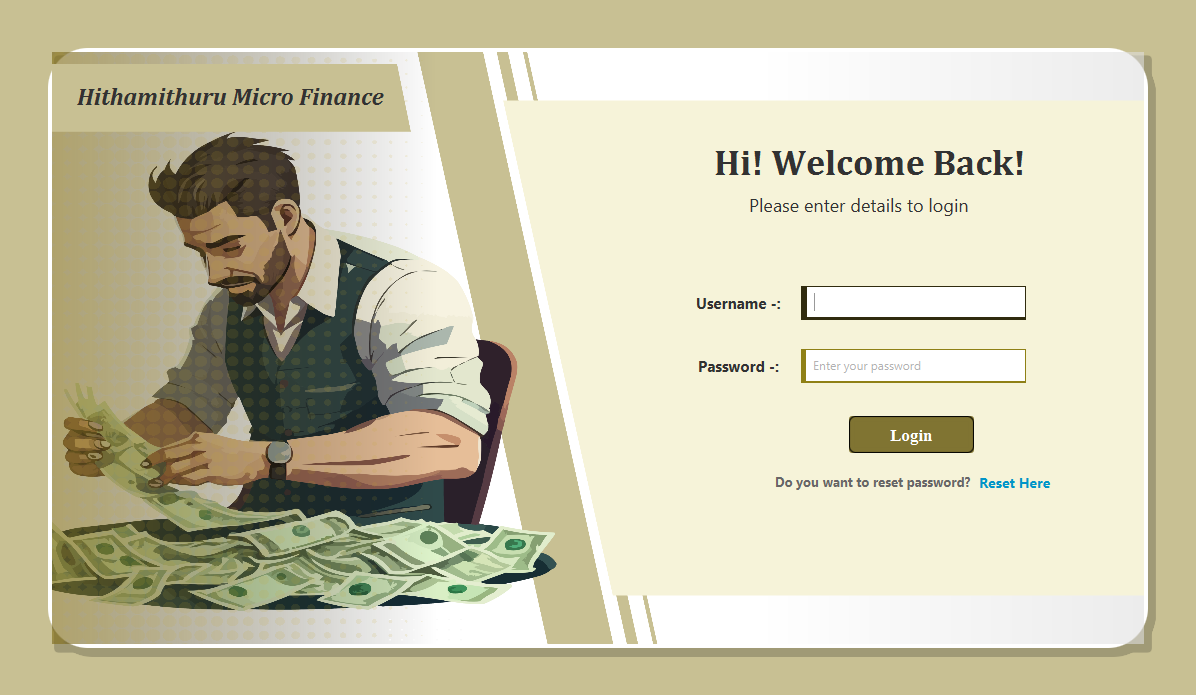 Hithamithuru Micro Finance
Hi! Welcome Back!
Please enter details to login
Username -:
Password -: Enter your password
Login
Do you want to reset password? Reset Here